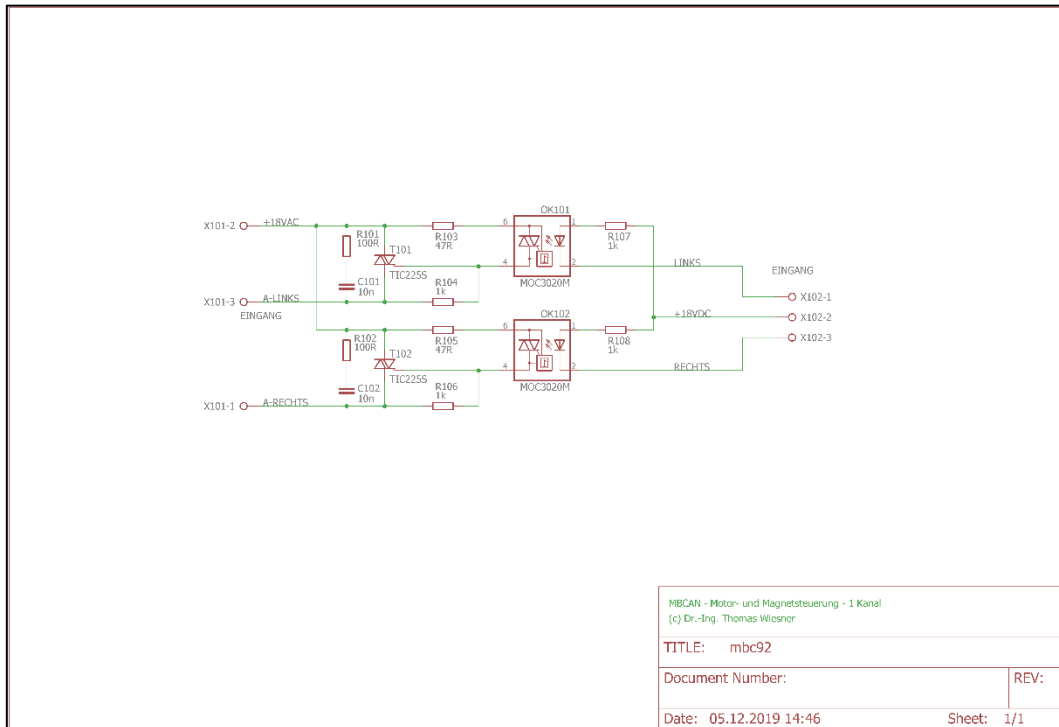 OK101
X101-2 +18VAC 6 1
R101
100R
R103
47R
R107
1k
T101
TIC225S
4 2 LINKS
C101
10n
R104
1k
MOC3020M
EINGANG
X101-3 A-LINKS
EINGANG
X102-1
OK102
+18VDC X102-2
6 1
R102
100R
R105
47R
R108
1k
X102-3
T102
TIC225S
4 2 RECHTS
C102
10n
R106
1k
MOC3020M
X101-1 A-RECHTS
MBCAN - Motor- und Magnetsteuerung - 1 Kanal
(c) Dr.-Ing. Thomas Wiesner
TITLE: mbc92
Document Number: REV:
Date: 05.12.2019 14:46 Sheet: 1/1